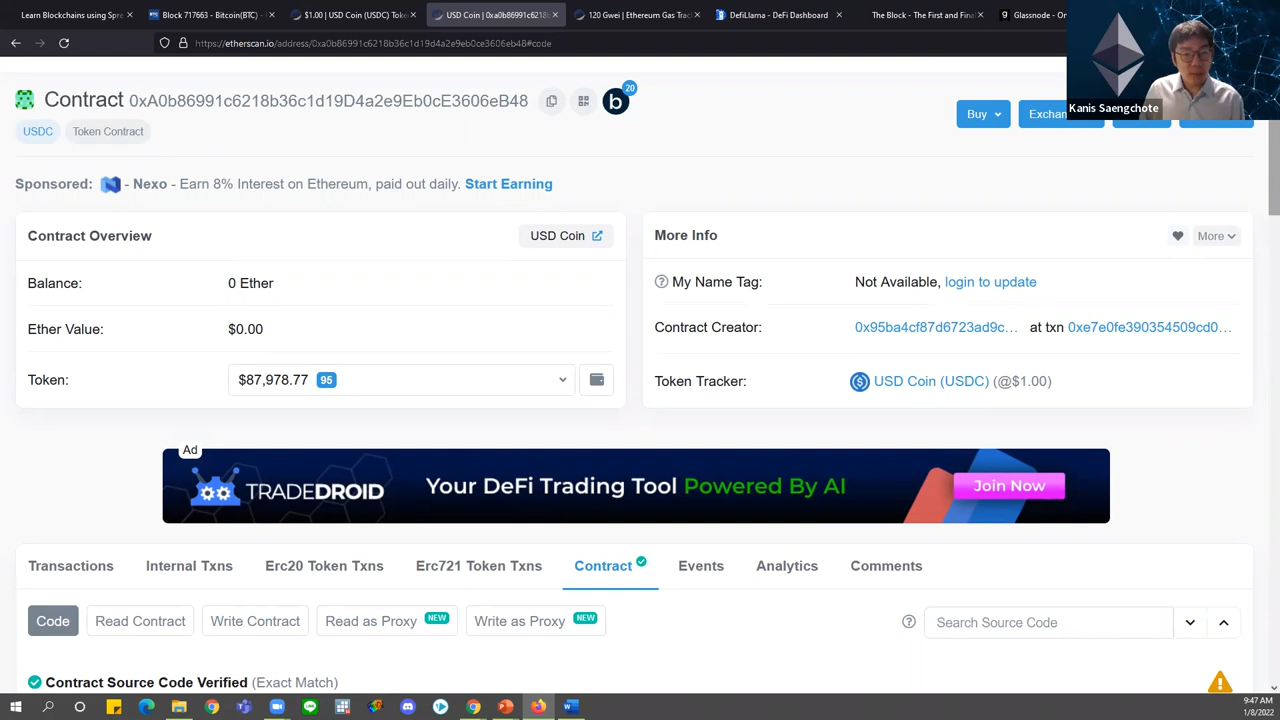 Learn Blockchains using Spre
Block 717663 - Bitcoin(BTC)
$1.00 | USD Coin (USDC) Toke
USD Coin | 0xa0b86991c6218b
120 Gwei | Ethereum Gas Trac
DefiLlama - DeFi Dashboard
The Block - The First and Final
Glassnode - On
https://etherscan.io/address/0xa0b86991c6218b36c1d19d4a2e9eb0ce3606eb48#code
Kanis Saengchote
Contract 0xA0b86991c6218b36c1d19D4a2e9Eb0cE3606eB48
20
Buy
Exchan
USDC
Token Contract
Sponsored: - Nexo - Earn 8% Interest on Ethereum, paid out daily. Start Earning
Contract Overview
USD Coin
Balance: 0 Ether
Ether Value: $0.00
Token: $87,978.77 95
More Info
More
My Name Tag: Not Available, login to update
Contract Creator: 0x95ba4cf87d6723ad9c... at txn 0xe7e0fe390354509cd0...
Token Tracker: USD Coin (USDC) (@$1.00)
Ad
TRADEDROID
Your DeFi Trading Tool Powered By AI
Join Now
Transactions
Internal Txns
Erc20 Token Txns
Erc721 Token Txns
Contract
Events
Analytics
Comments
Code
Read Contract
Write Contract
Read as Proxy NEW
Write as Proxy NEW
Search Source Code
Contract Source Code Verified (Exact Match)
9:47 AM
1/8/2022